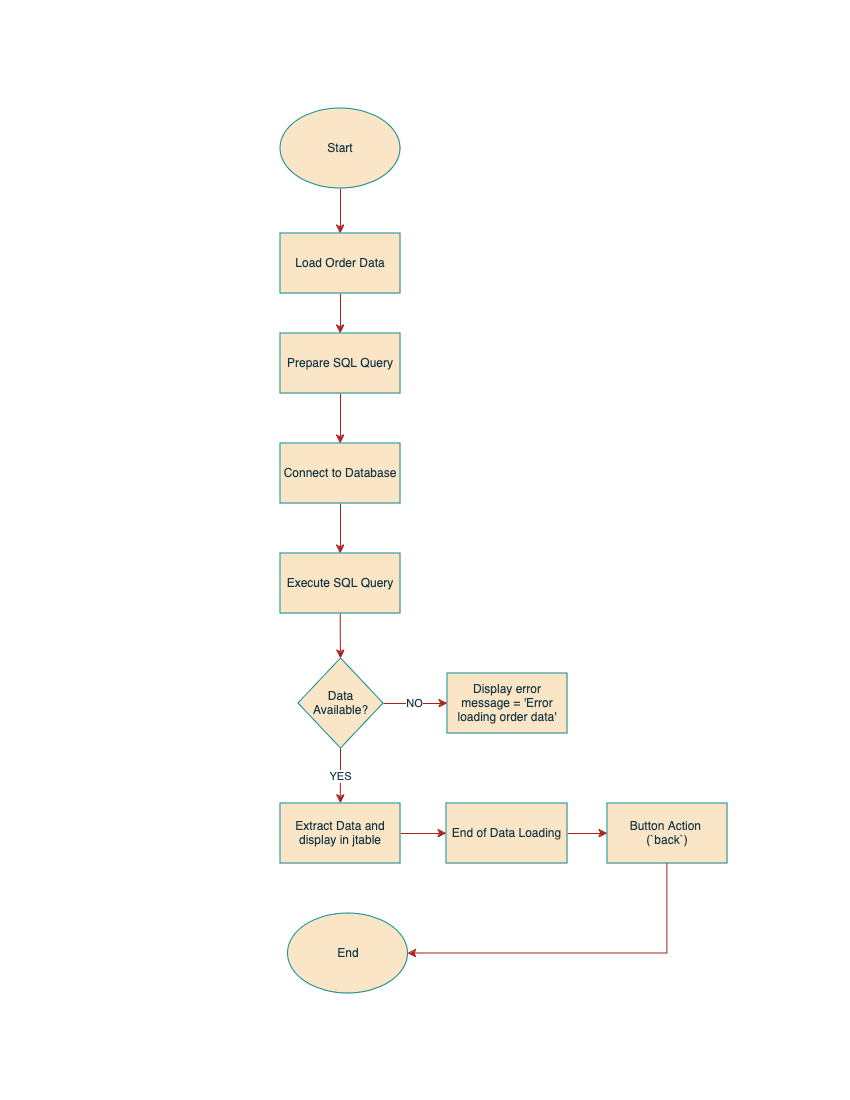 Start
Load Order Data
Prepare SQL Query
Connect to Database
Execute SQL Query
Data
Available?
NO
Display error
message = 'Error
loading order data'
YES
Extract Data and
display in jtable
End of Data Loading
Button Action
(`back`)
End